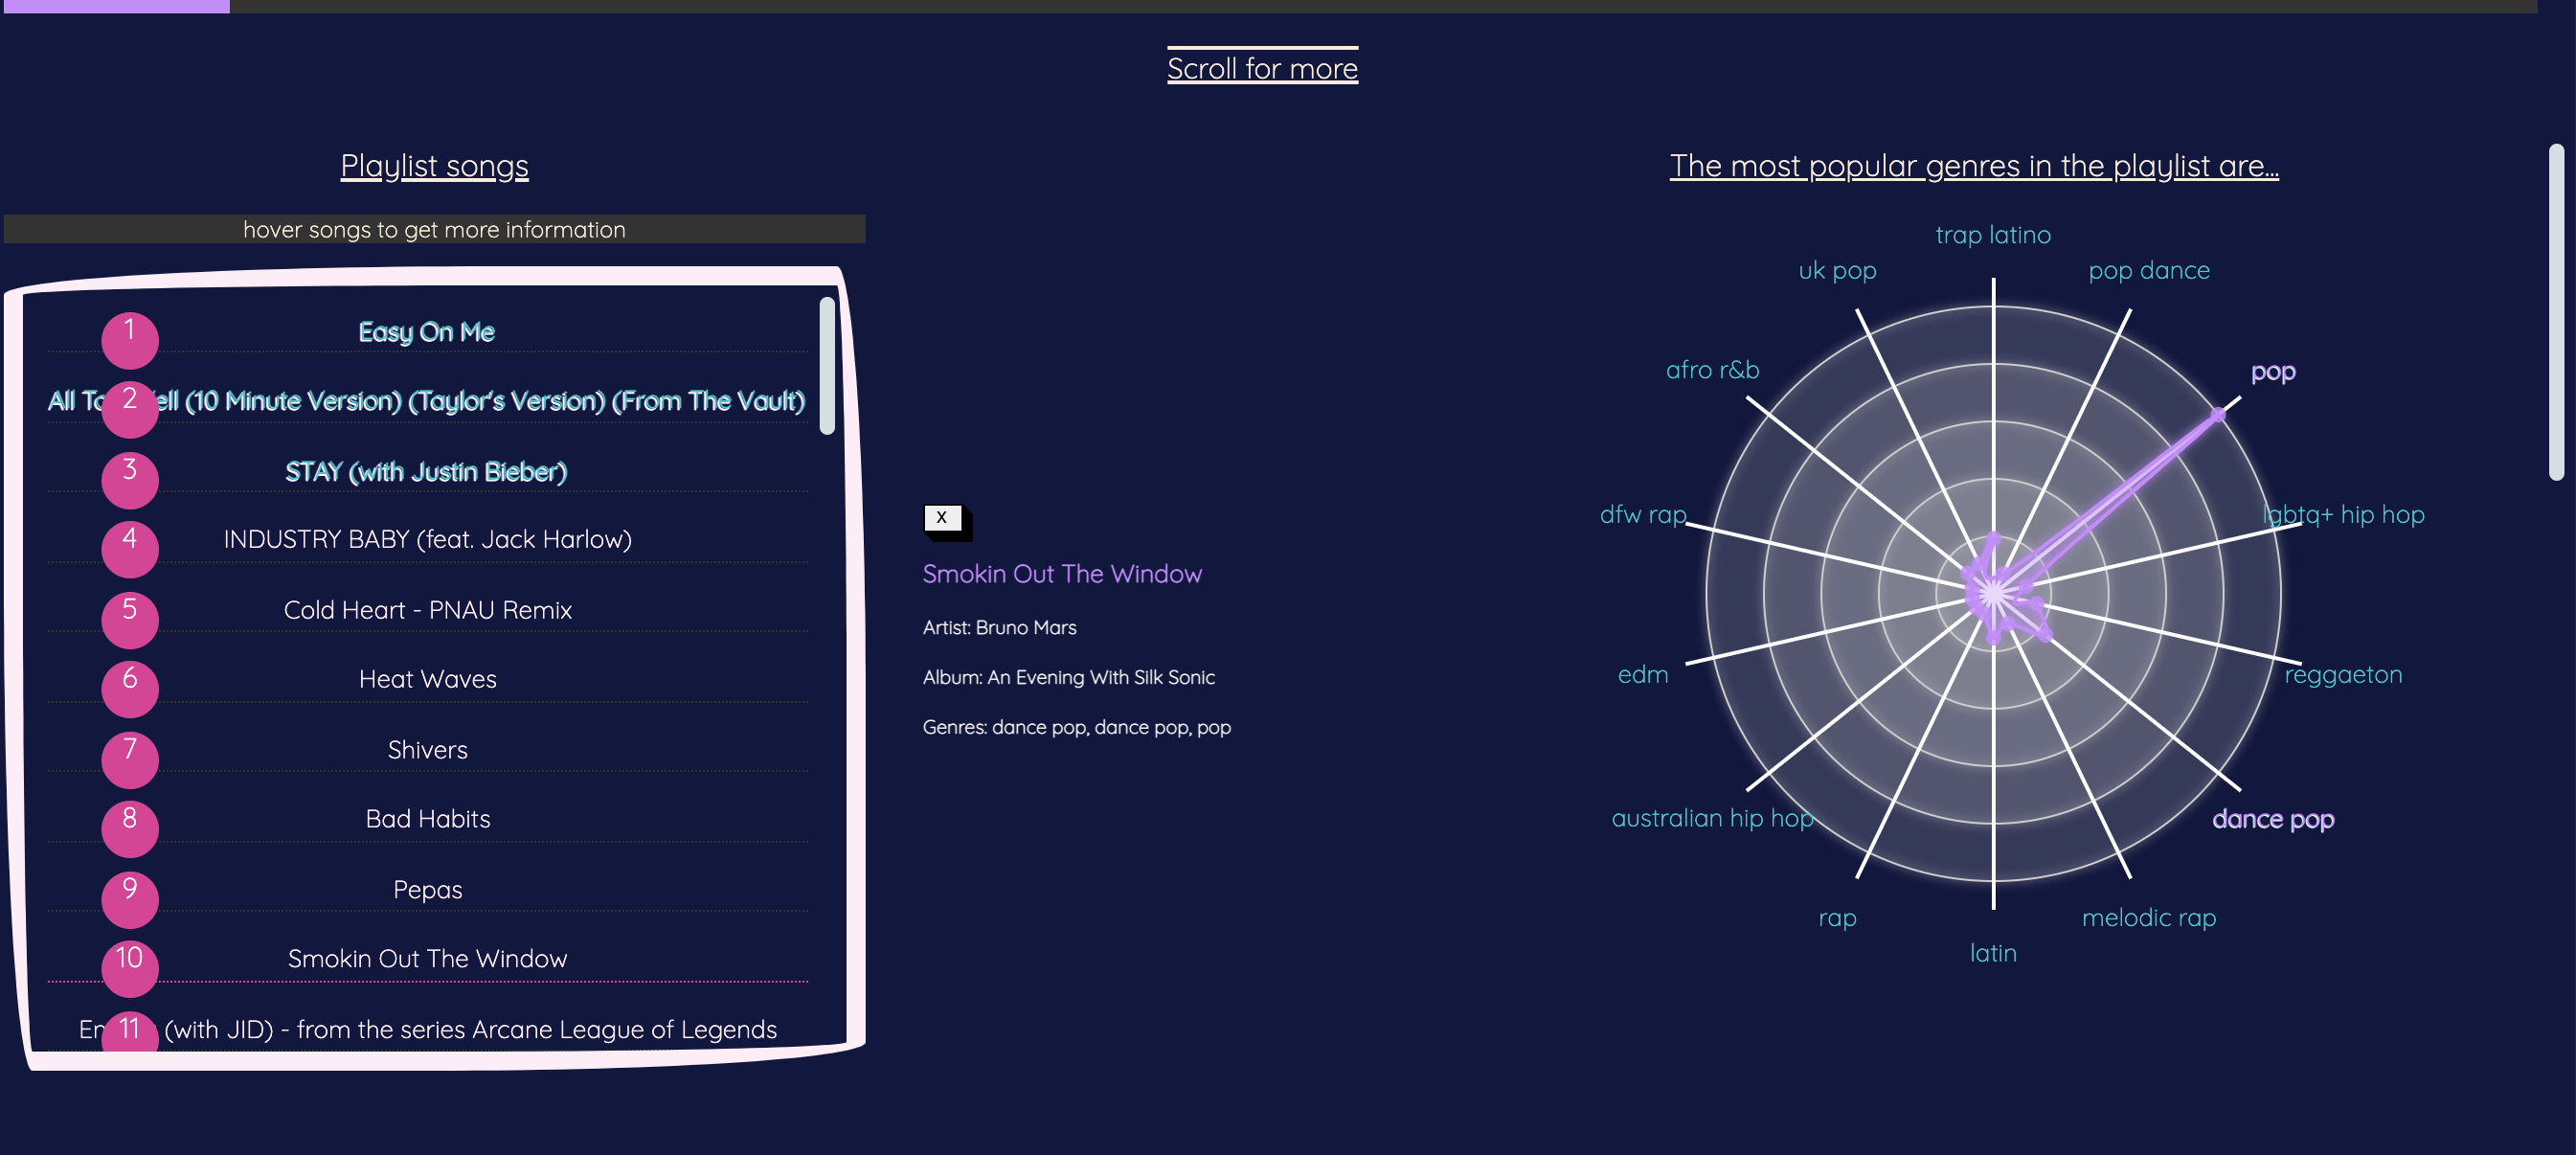 Scroll for more
Playlist songs
hover songs to get more information
1 Easy On Me
2 All To ell (10 Minute Version) (Taylor's Version) (From The Vault)
3 STAY (with Justin Bieber)
4 INDUSTRY BABY (feat. Jack Harlow)
5 Cold Heart - PNAU Remix
6 Heat Waves
7 Shivers
8 Bad Habits
9 Pepas
10 Smokin Out The Window
11 (with JID) - from the series Arcane League of Legends
X
Smokin Out The Window
Artist: Bruno Mars
Album: An Evening With Silk Sonic
Genres: dance pop, dance pop, pop
The most popular genres in the playlist are...
trap latino
uk pop
pop dance
afro r&b
pop
dfw rap
lgbtq+ hip hop
edm
reggaeton
australian hip hop
dance pop
rap
melodic rap
latin